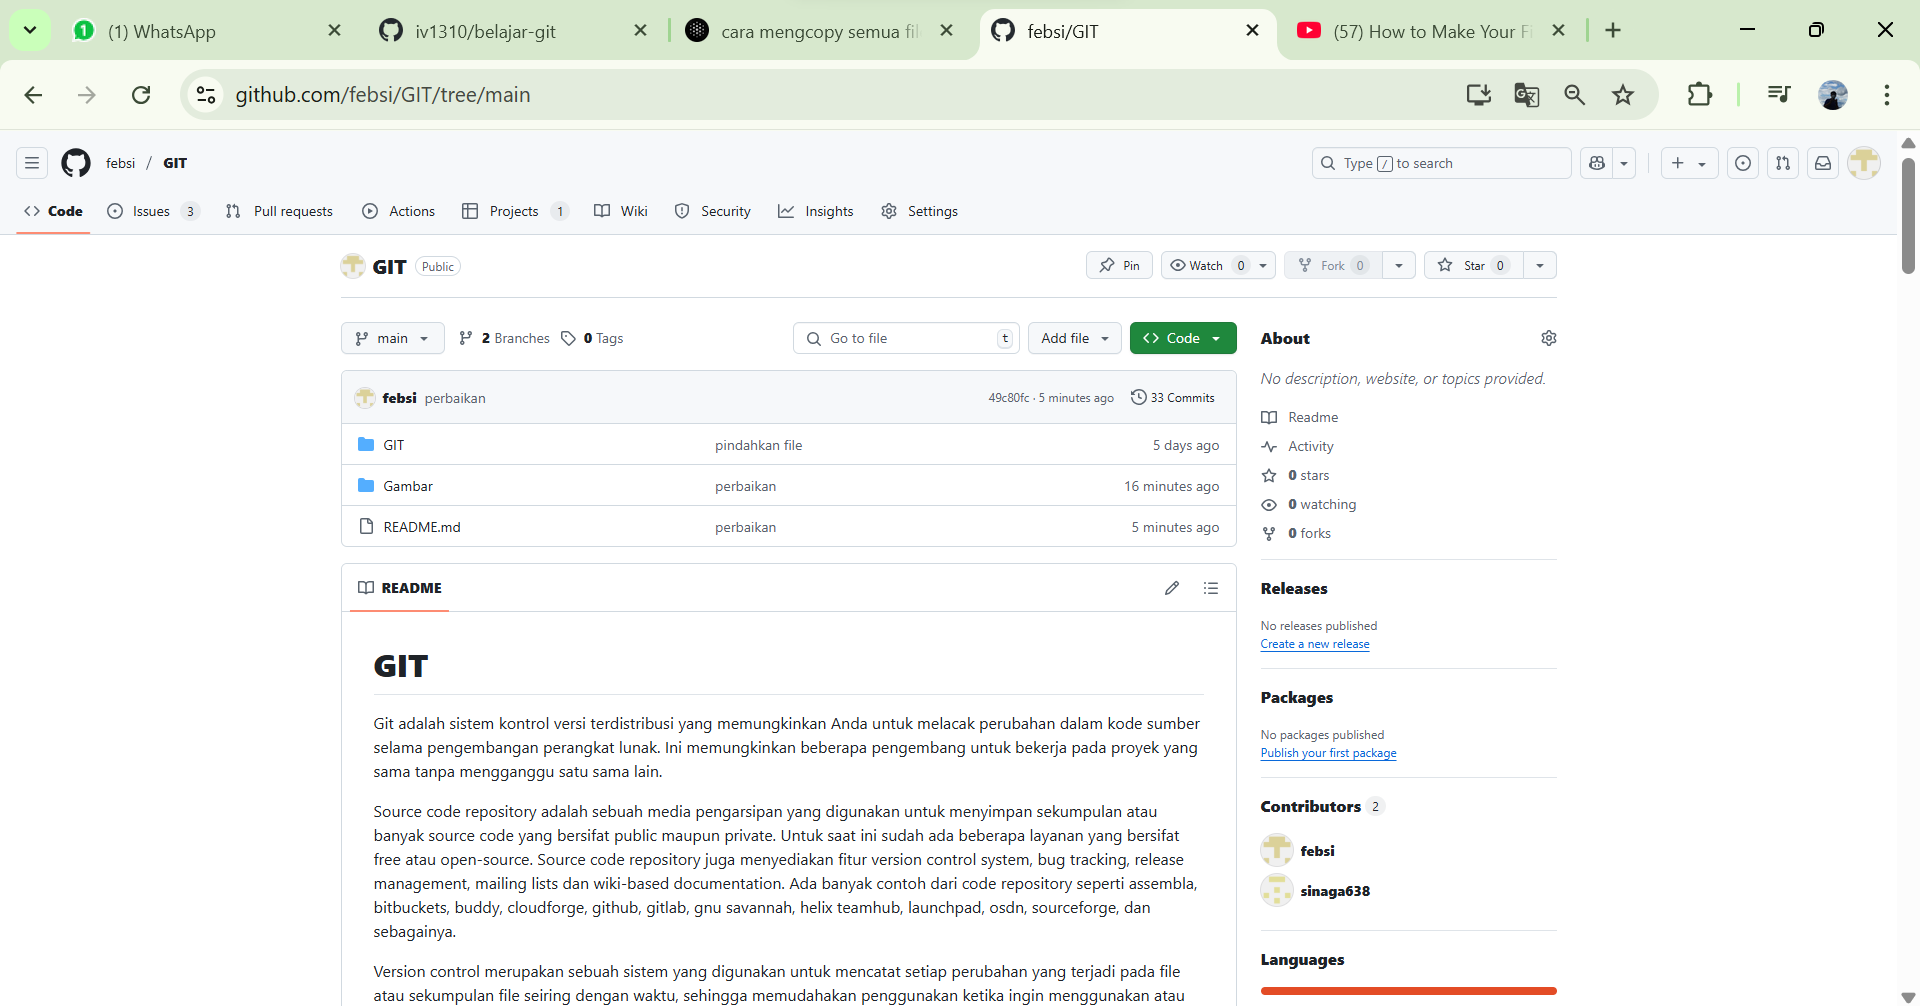 (1) WhatsApp
iv1310/belajar-git
cara mengcopy semua fil
febsi/GIT
(57) How to Make Your Fi
github.com/febsi/GIT/tree/main
febsi / GIT
Type / to search
Code
Issues 3
Pull requests
Actions
Projects 1
Wiki
Security
Insights
Settings
GIT Public
Pin
Watch 0
Fork 0
Star 0
main
2 Branches
0 Tags
Go to file t
Add file
Code
febsi perbaikan 49c80fc · 5 minutes ago 33 Commits
GIT pindahkan file 5 days ago
Gambar perbaikan 16 minutes ago
README.md perbaikan 5 minutes ago
README
GIT
Git adalah sistem kontrol versi terdistribusi yang memungkinkan Anda untuk melacak perubahan dalam kode sumber
selama pengembangan perangkat lunak. Ini memungkinkan beberapa pengembang untuk bekerja pada proyek yang
sama tanpa mengganggu satu sama lain.
Source code repository adalah sebuah media pengarsipan yang digunakan untuk menyimpan sekumpulan atau
banyak source code yang bersifat public maupun private. Untuk saat ini sudah ada beberapa layanan yang bersifat
free atau open-source. Source code repository juga menyediakan fitur version control system, bug tracking, release
management, mailing lists dan wiki-based documentation. Ada banyak contoh dari code repository seperti assembla,
bitbuckets, buddy, cloudforge, github, gitlab, gnu savannah, helix teamhub, launchpad, osdn, sourceforge, dan
sebagainya.
Version control merupakan sebuah sistem yang digunakan untuk mencatat setiap perubahan yang terjadi pada file
atau sekumpulan file seiring dengan waktu, sehingga memudahakan penggunakan ketika ingin menggunakan atau
About
No description, website, or topics provided.
Readme
Activity
0 stars
0 watching
0 forks
Releases
No releases published
Create a new release
Packages
No packages published
Publish your first package
Contributors 2
febsi
sinaga638
Languages